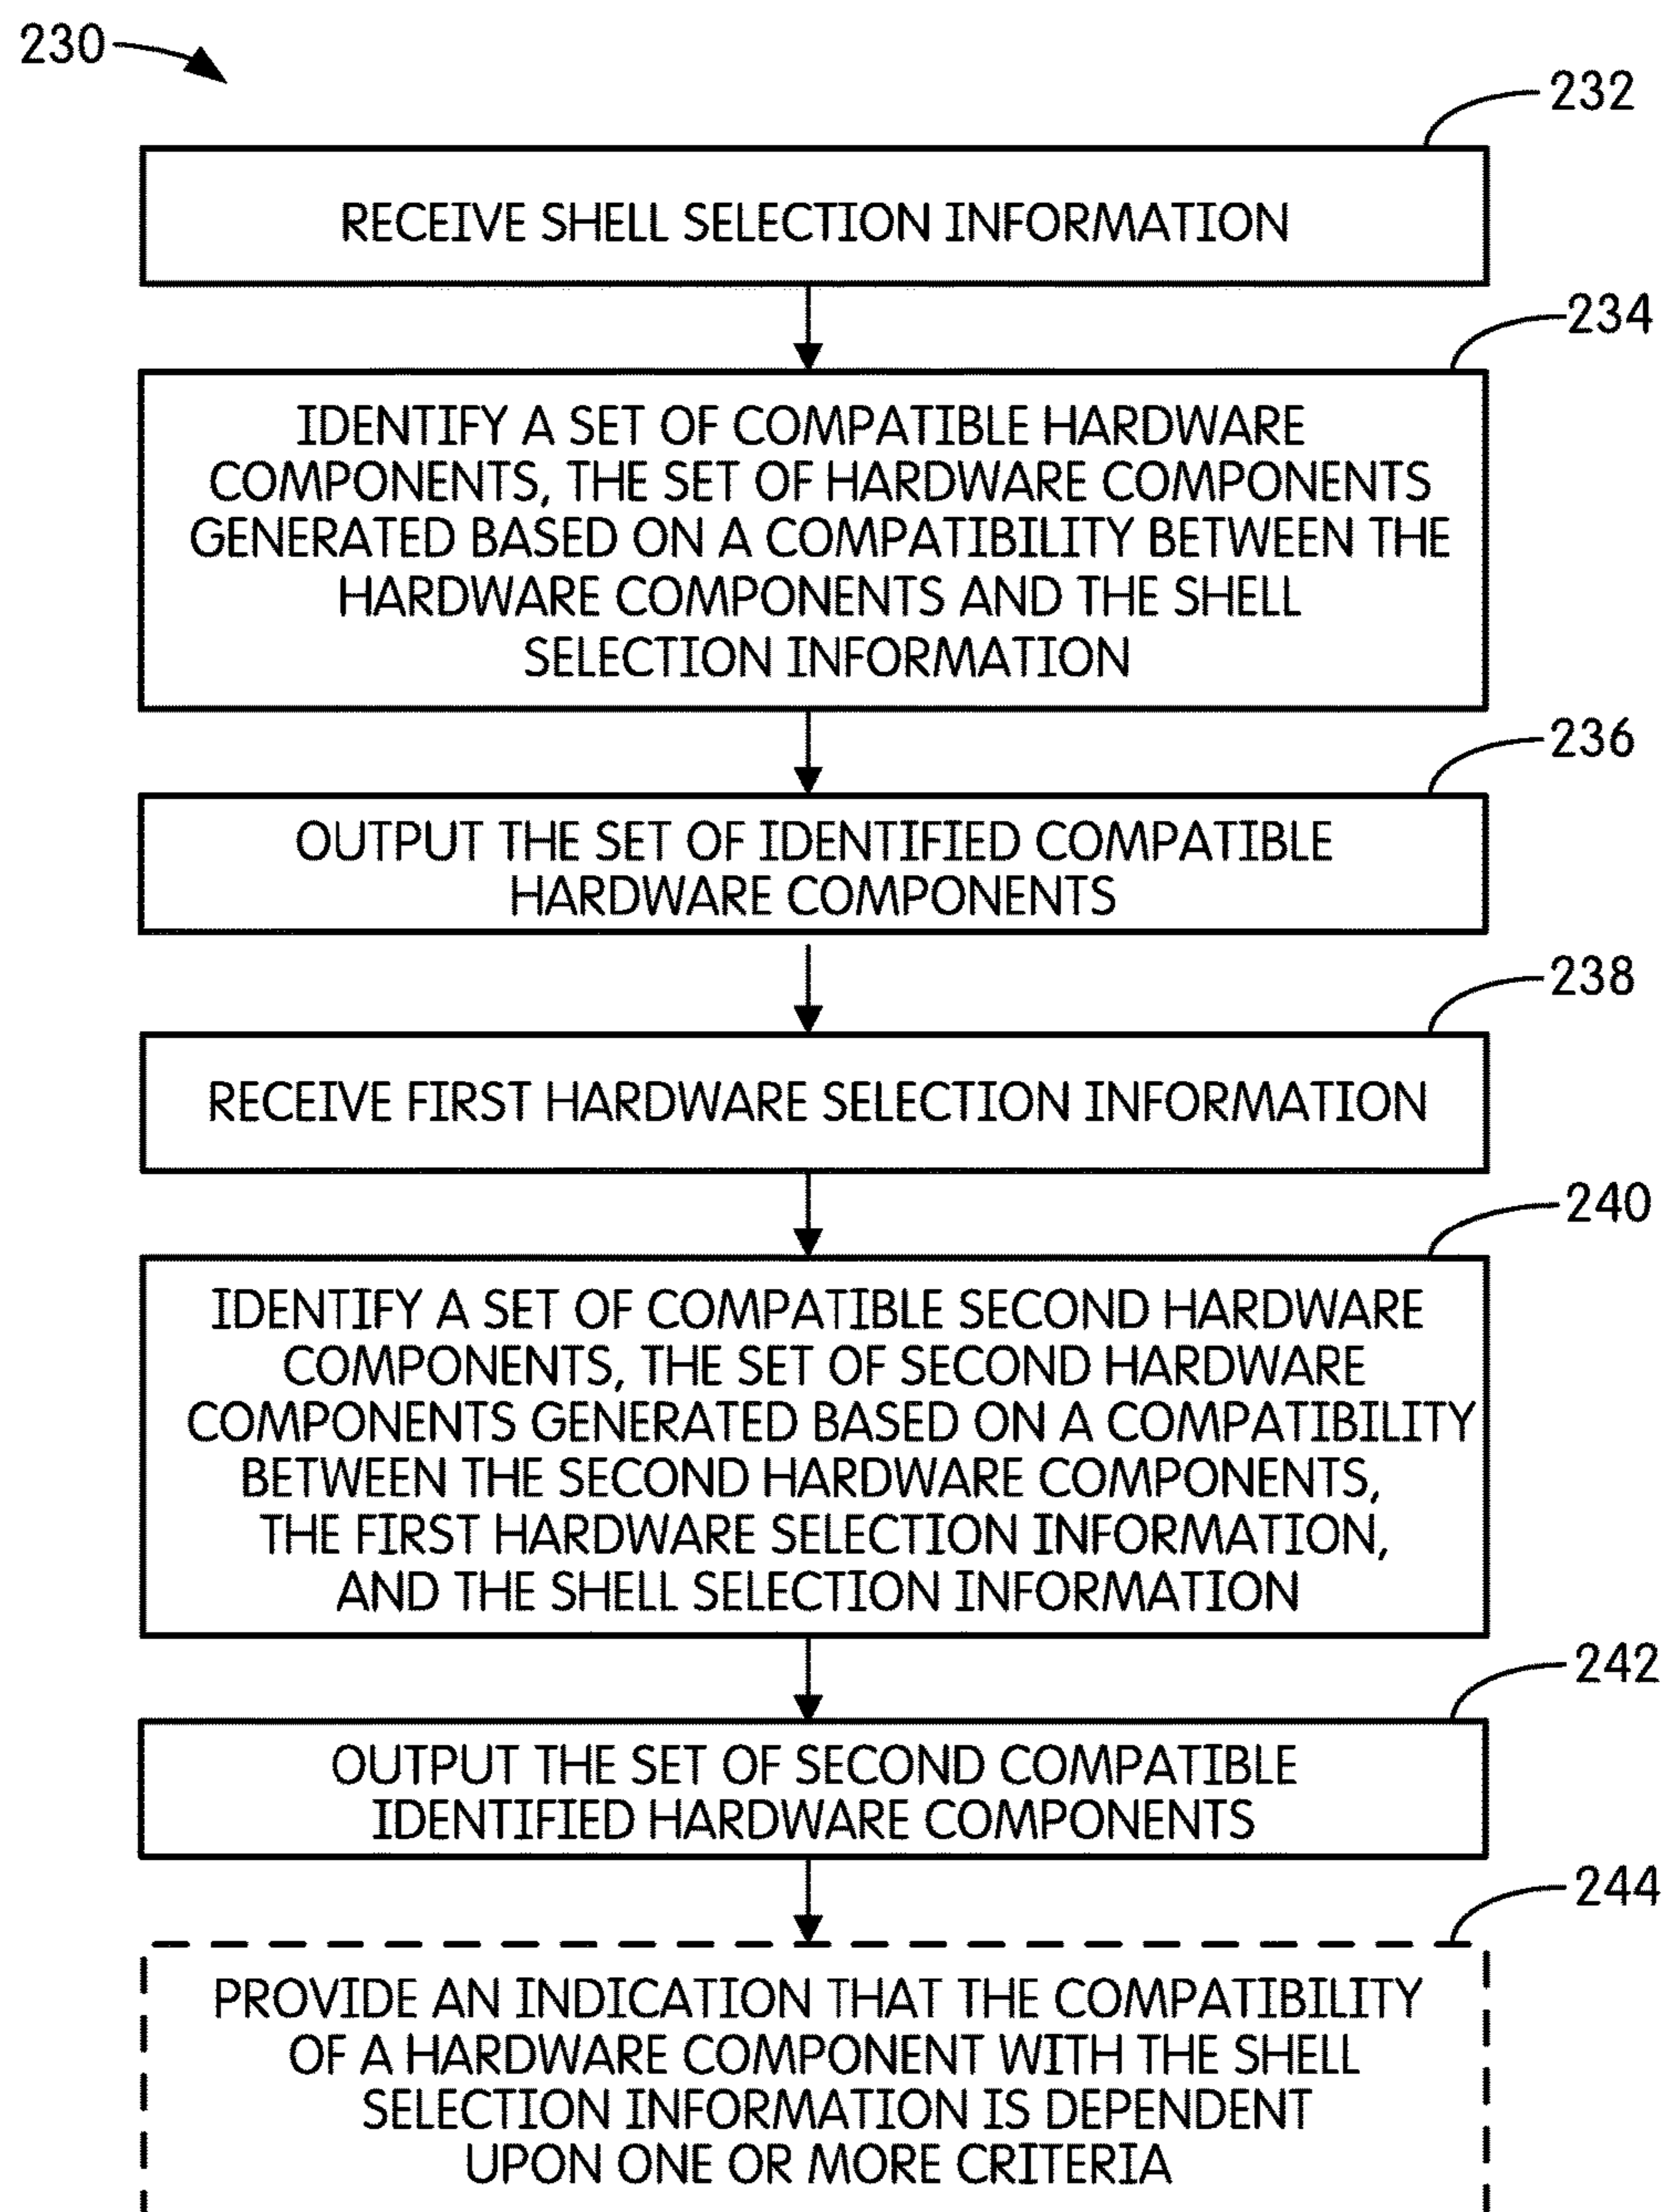 230
232
RECEIVE SHELL SELECTION INFORMATION
234
IDENTIFY A SET OF COMPATIBLE HARDWARE
COMPONENTS, THE SET OF HARDWARE COMPONENTS
GENERATED BASED ON A COMPATIBILITY BETWEEN THE
HARDWARE COMPONENTS AND THE SHELL
SELECTION INFORMATION
236
OUTPUT THE SET OF IDENTIFIED COMPATIBLE
HARDWARE COMPONENTS
238
RECEIVE FIRST HARDWARE SELECTION INFORMATION
240
IDENTIFY A SET OF COMPATIBLE SECOND HARDWARE
COMPONENTS, THE SET OF SECOND HARDWARE
COMPONENTS GENERATED BASED ON A COMPATIBILITY
BETWEEN THE SECOND HARDWARE COMPONENTS,
THE FIRST HARDWARE SELECTION INFORMATION,
AND THE SHELL SELECTION INFORMATION
242
OUTPUT THE SET OF SECOND COMPATIBLE
IDENTIFIED HARDWARE COMPONENTS
244
PROVIDE AN INDICATION THAT THE COMPATIBILITY
OF A HARDWARE COMPONENT WITH THE SHELL
SELECTION INFORMATION IS DEPENDENT
UPON ONE OR MORE CRITERIA